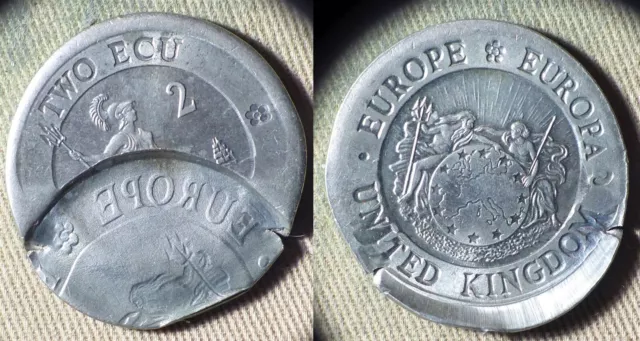 TWO ECU
2
EUROPE
EUROPE EUROPA
UNITED KINGDOM